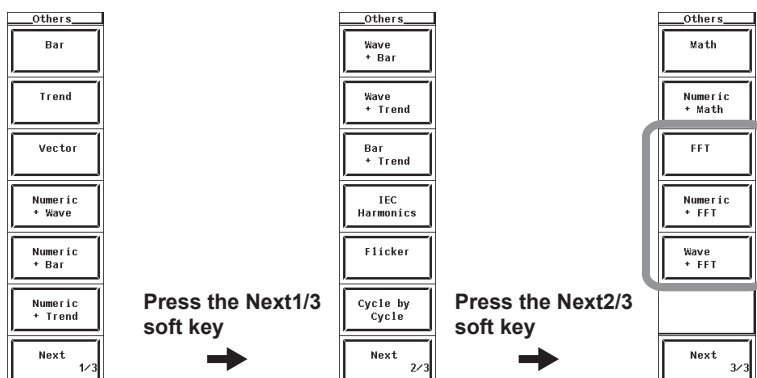 Others
Bar
Trend
Vector
Numeric
+ Wave
Numeric
+ Bar
Numeric
+ Trend
Next
1/3
Press the Next1/3
soft key
Others
Wave
+ Bar
Wave
+ Trend
Bar
+ Trend
IEC
Harmonics
Flicker
Cycle by
Cycle
Next
2/3
Press the Next2/3
soft key
Others
Math
Numeric
+ Math
FFT
Numeric
+ FFT
Wave
+ FFT
Next
3/3